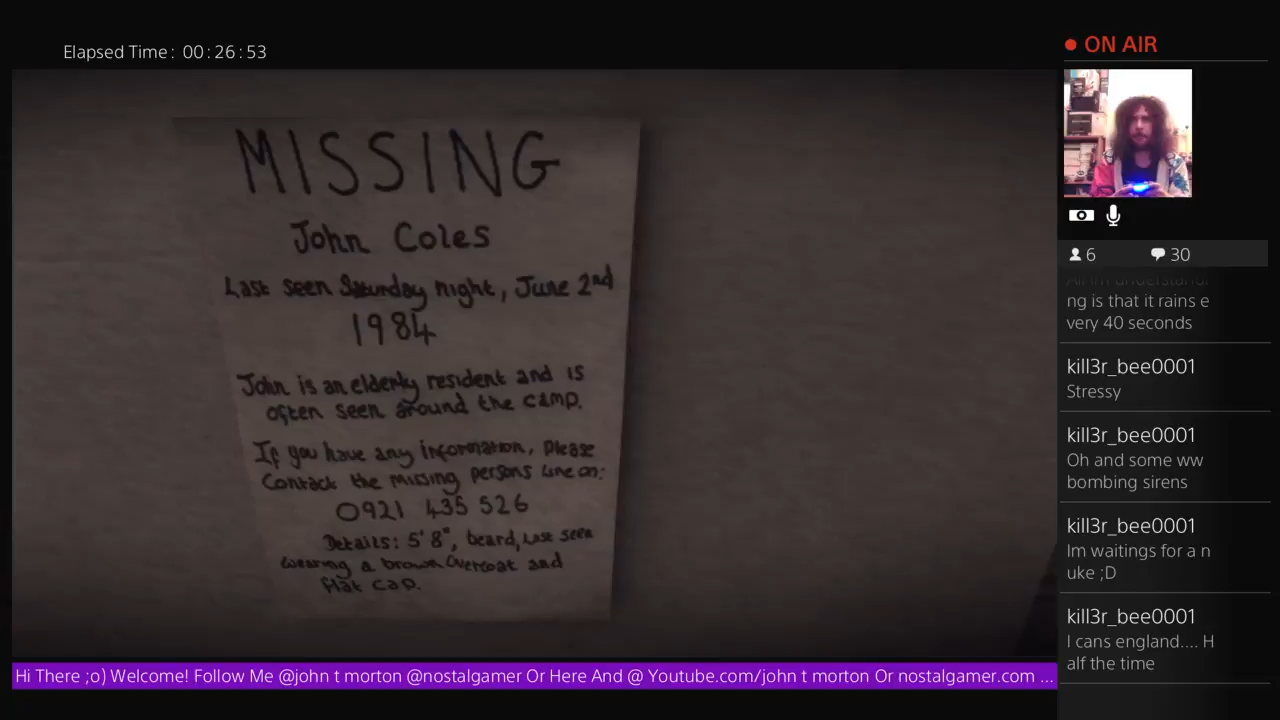 Elapsed Time: 00:26:53
ON AIR
MISSING
John Coles
Last seen Saturday night, June 2nd
1984
John is an elderly resident and is
often seen around the camp.
If you have any information, please
contact the missing persons line on:
0921 435 526
Details: 5' 8", beard, last seen
wearing a brown overcoat and
flat cap.
6
30
All im understandi
ng is that it rains e
very 40 seconds
kill3r_bee0001
Stressy
kill3r_bee0001
Oh and some ww
bombing sirens
kill3r_bee0001
Im waitings for a n
uke ;D
kill3r_bee0001
I cans england.... H
alf the time
Hi There ;o) Welcome! Follow Me @john t morton @nostalgamer Or Here And @ Youtube.com/john t morton Or nostalgamer.com ...